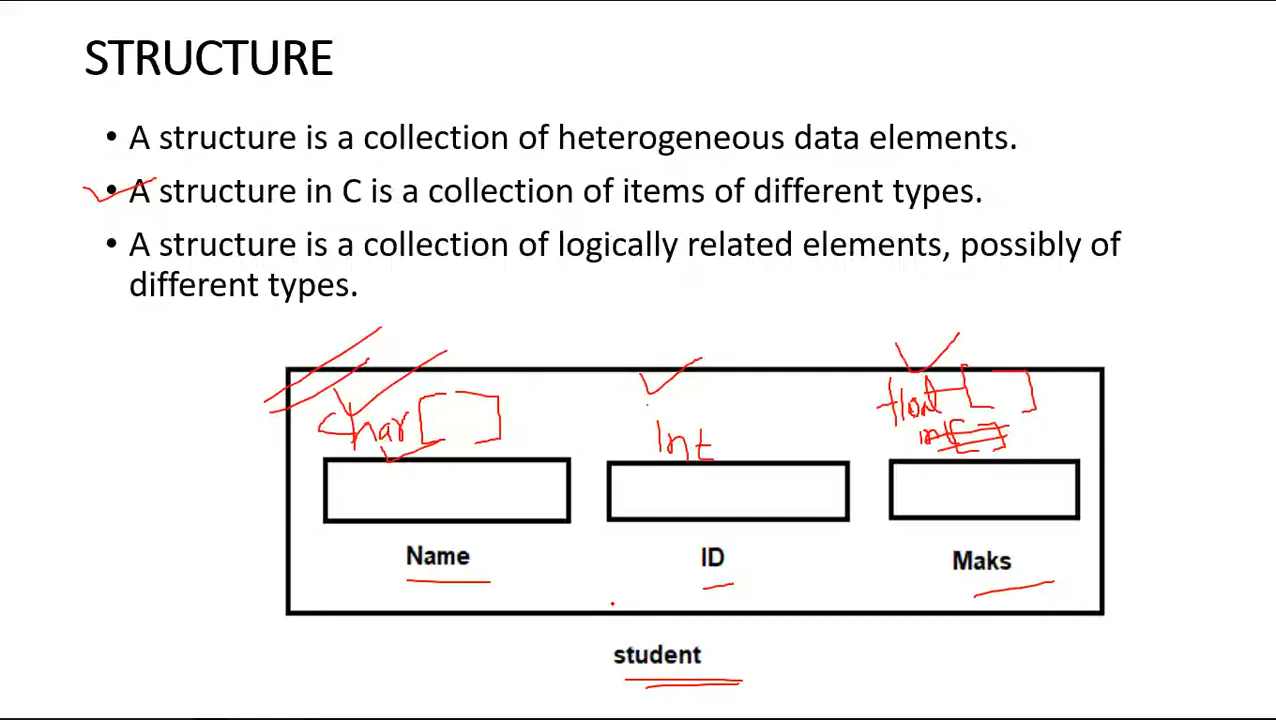 STRUCTURE
• A structure is a collection of heterogeneous data elements.
• A structure in C is a collection of items of different types.
• A structure is a collection of logically related elements, possibly of
different types.
Char [ ] Int float [ ]
int [ ]
Name ID Maks
student